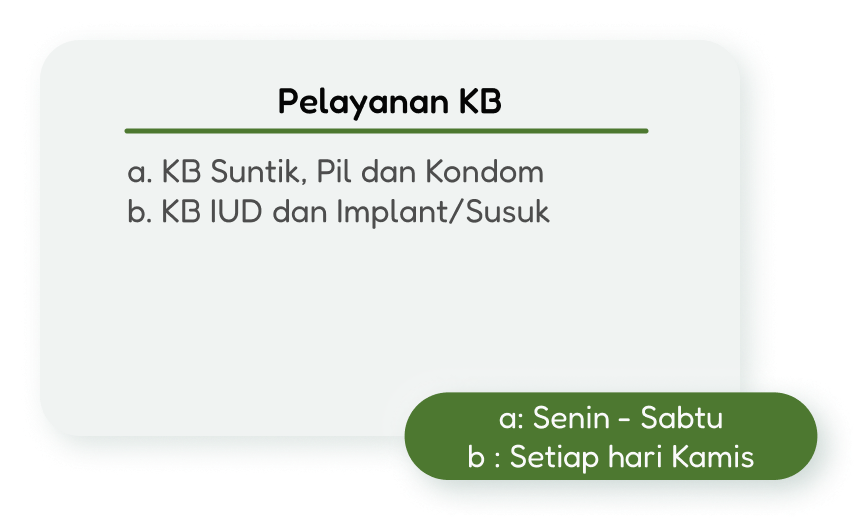 Pelayanan KB
a. KB Suntik, Pil dan Kondom
b. KB IUD dan Implant/Susuk
a: Senin - Sabtu
b : Setiap hari Kamis